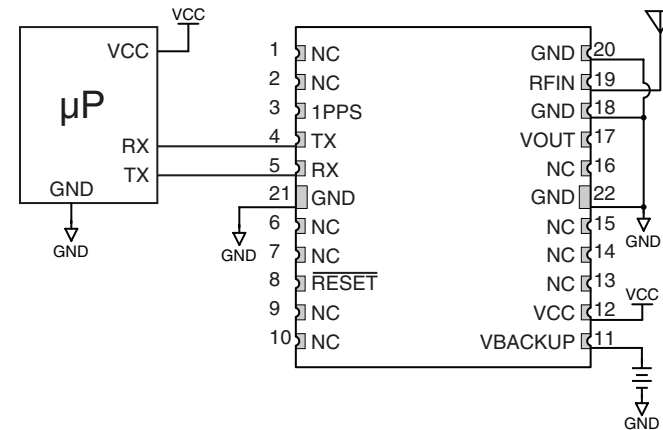 VCC
VCC
µP
RX
TX
GND
GND
1 NC
2 NC
3 1PPS
4 TX
5 RX
21 GND
GND
6 NC
7 NC
8 RESET
9 NC
10 NC
GND 20
RFIN 19
GND 18
VOUT 17
NC 16
GND 22
NC 15
GND
NC 14
NC 13
VCC
VCC 12
VBACKUP 11
GND